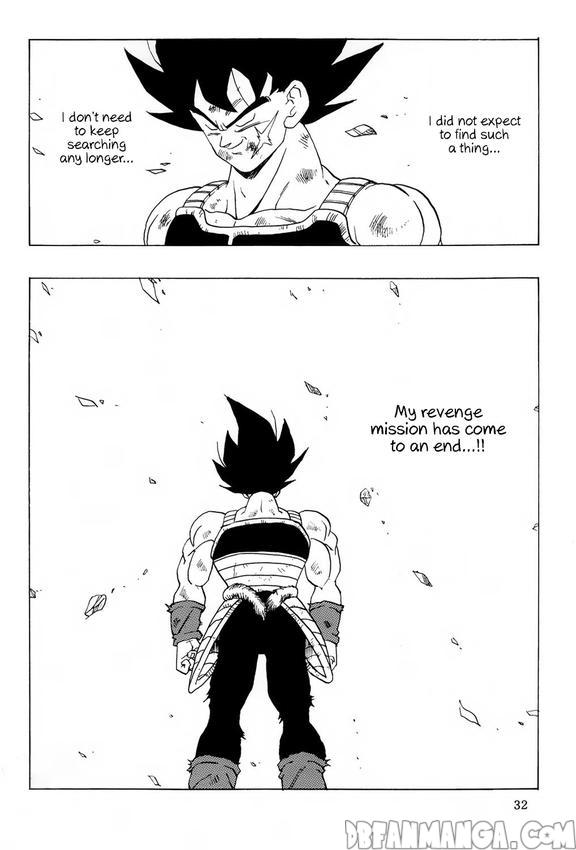 I don't need
to keep
searching
any longer...
I did not expect
to find such
a thing...
My revenge
mission has come
to an end...!!
32
DBFANMANGA.COM